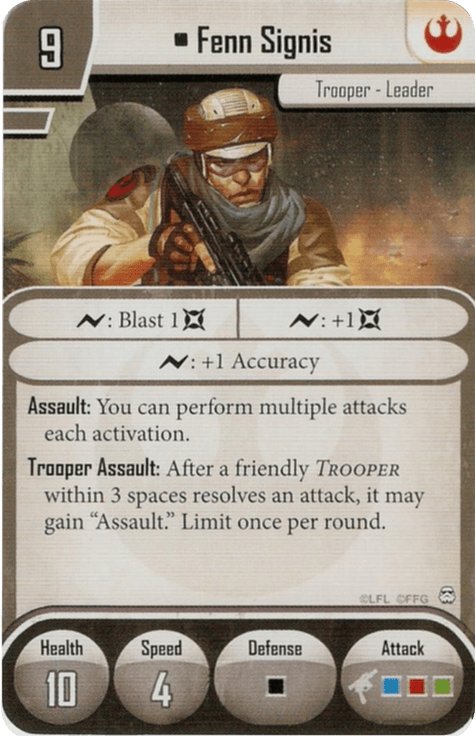 9
Fenn Signis
Trooper - Leader
: Blast 1
: +1
: +1 Accuracy
Assault: You can perform multiple attacks
each activation.
Trooper Assault: After a friendly TROOPER
within 3 spaces resolves an attack, it may
gain “Assault.” Limit once per round.
©LFL ©FFG
Health
Speed
Defense
Attack
10
4